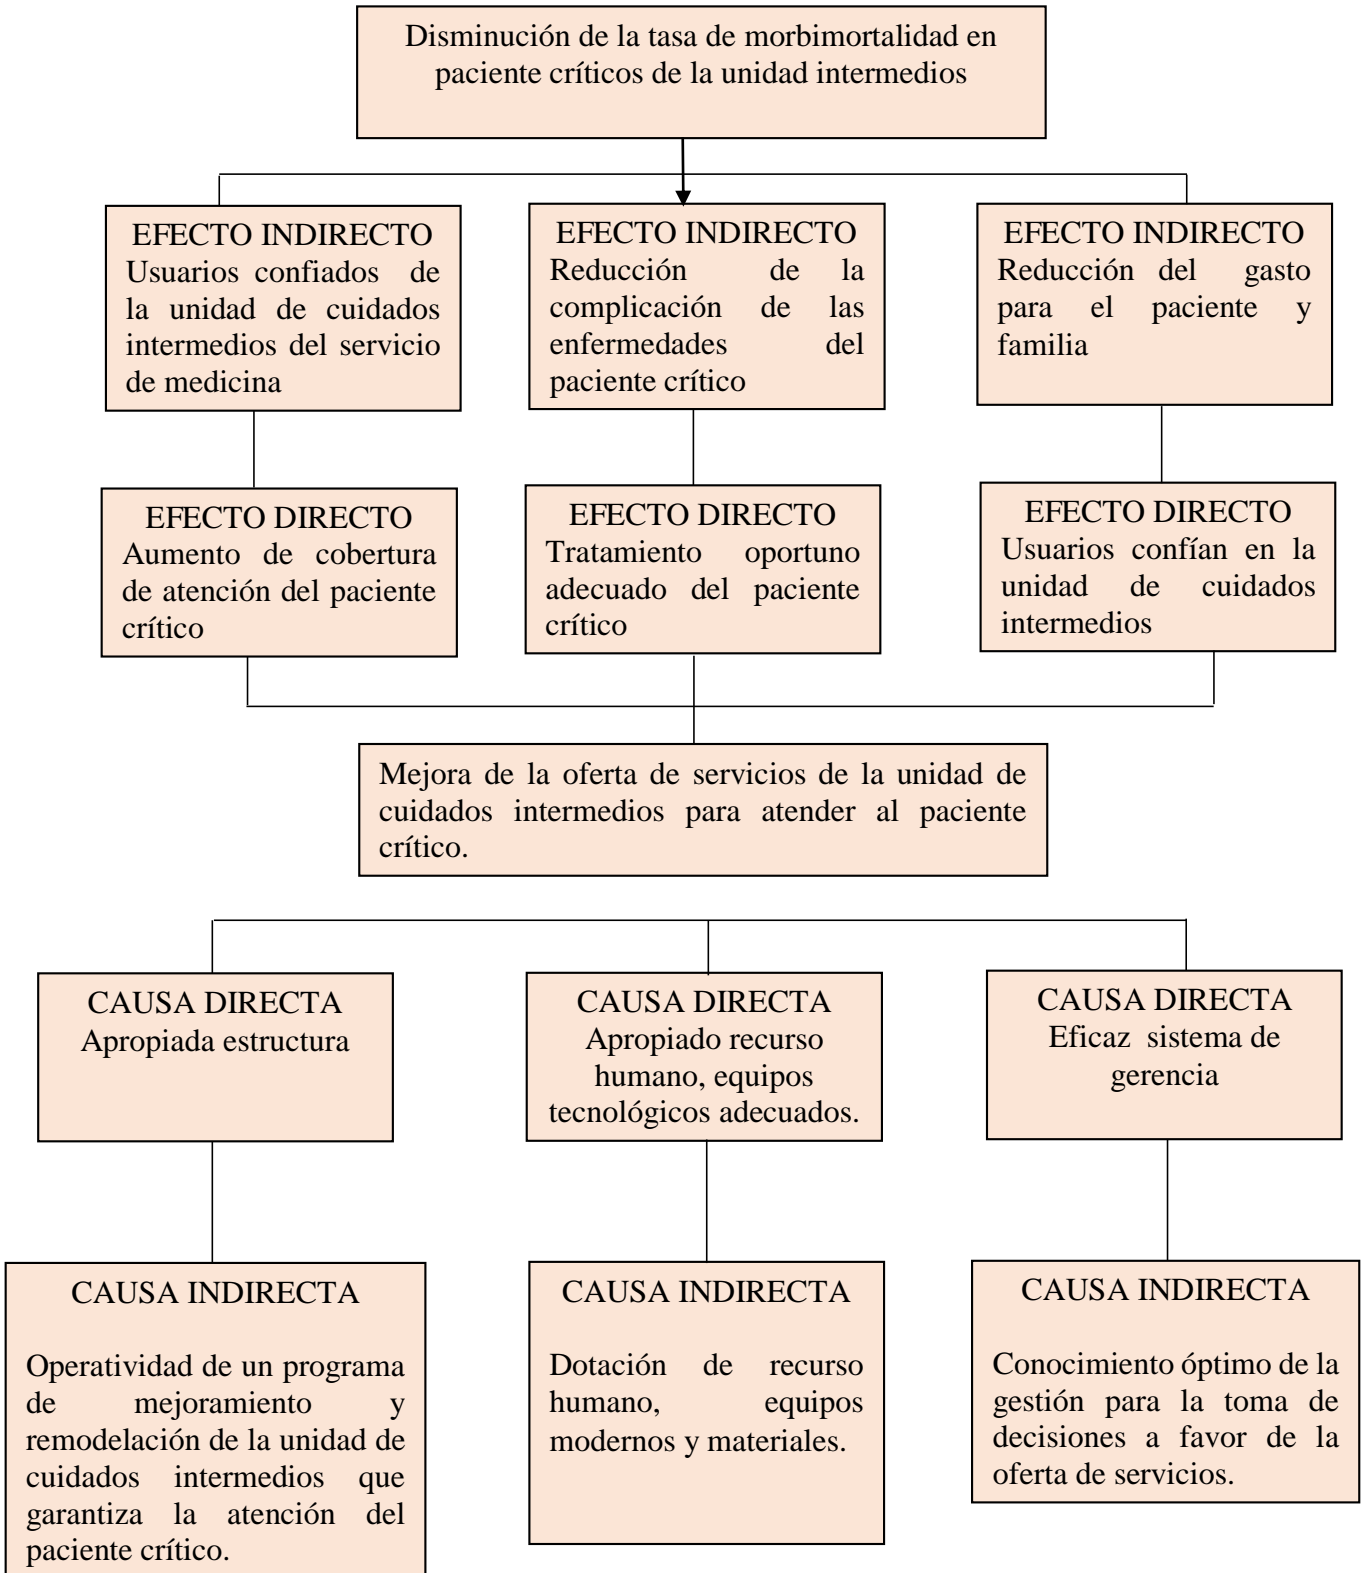 Disminución de la tasa de morbimortalidad en
paciente críticos de la unidad intermedios
EFECTO INDIRECTO
Usuarios confiados de
la unidad de cuidados
intermedios del servicio
de medicina
EFECTO INDIRECTO
Reducción de la
complicación de las
enfermedades del
paciente crítico
EFECTO INDIRECTO
Reducción del gasto
para el paciente y
familia
EFECTO DIRECTO
Aumento de cobertura
de atención del paciente
crítico
EFECTO DIRECTO
Tratamiento oportuno
adecuado del paciente
crítico
EFECTO DIRECTO
Usuarios confían en la
unidad de cuidados
intermedios
Mejora de la oferta de servicios de la unidad de
cuidados intermedios para atender al paciente
crítico.
CAUSA DIRECTA
Apropiada estructura
CAUSA DIRECTA
Apropiado recurso
humano, equipos
tecnológicos adecuados.
CAUSA DIRECTA
Eficaz sistema de
gerencia
CAUSA INDIRECTA
Operatividad de un programa
de mejoramiento y
remodelación de la unidad de
cuidados intermedios que
garantiza la atención del
paciente crítico.
CAUSA INDIRECTA
Dotación de recurso
humano, equipos
modernos y materiales.
CAUSA INDIRECTA
Conocimiento óptimo de la
gestión para la toma de
decisiones a favor de la
oferta de servicios.